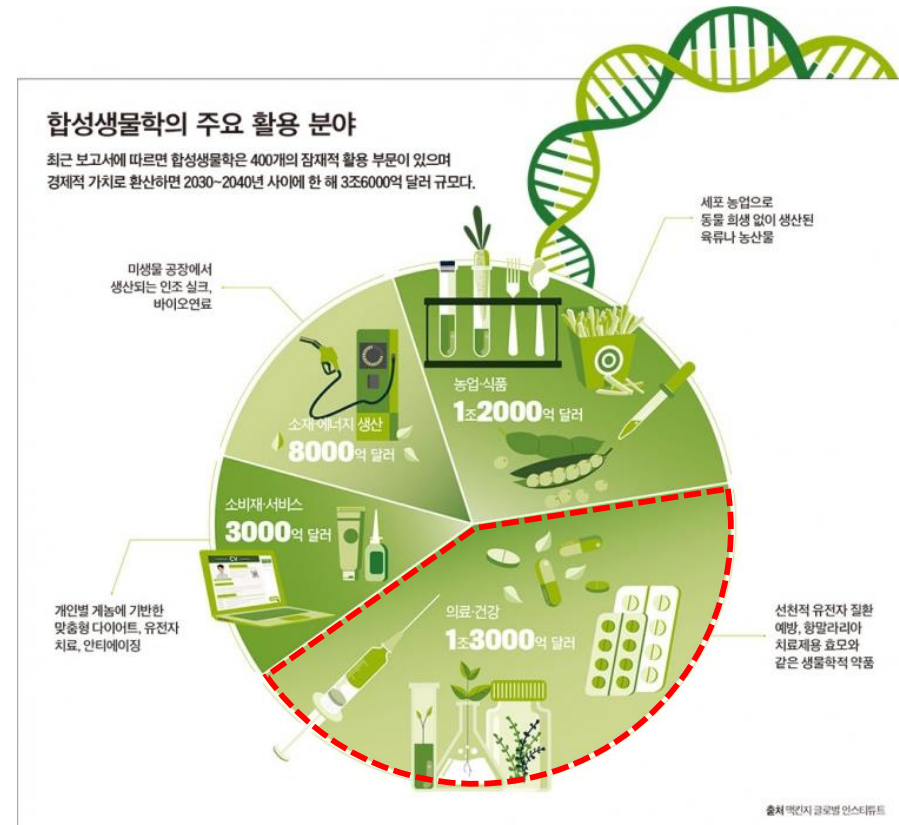 합성생물학의 주요 활용 분야
최근 보고서에 따르면 합성생물학은 400개의 잠재적 활용 부문이 있으며
경제적 가치로 환산하면 2030~2040년 사이에 한 해 3조6000억 달러 규모다.
세포 농업으로
동물 희생 없이 생산된
육류나 농산물
미생물 공장에서
생산되는 인조 실크,
바이오연료
농업·식품
1조2000억 달러
소재·에너지 생산
8000억 달러
소비재·서비스
3000억 달러
CV
의료·건강
1조3000억 달러
개인별 게놈에 기반한
맞춤형 다이어트, 유전자
치료, 안티에이징
선천적 유전자 질환
예방, 항말라리아
치료제용 효모와
같은 생물학적 약품
출처 맥킨지 글로벌 인스티튜트